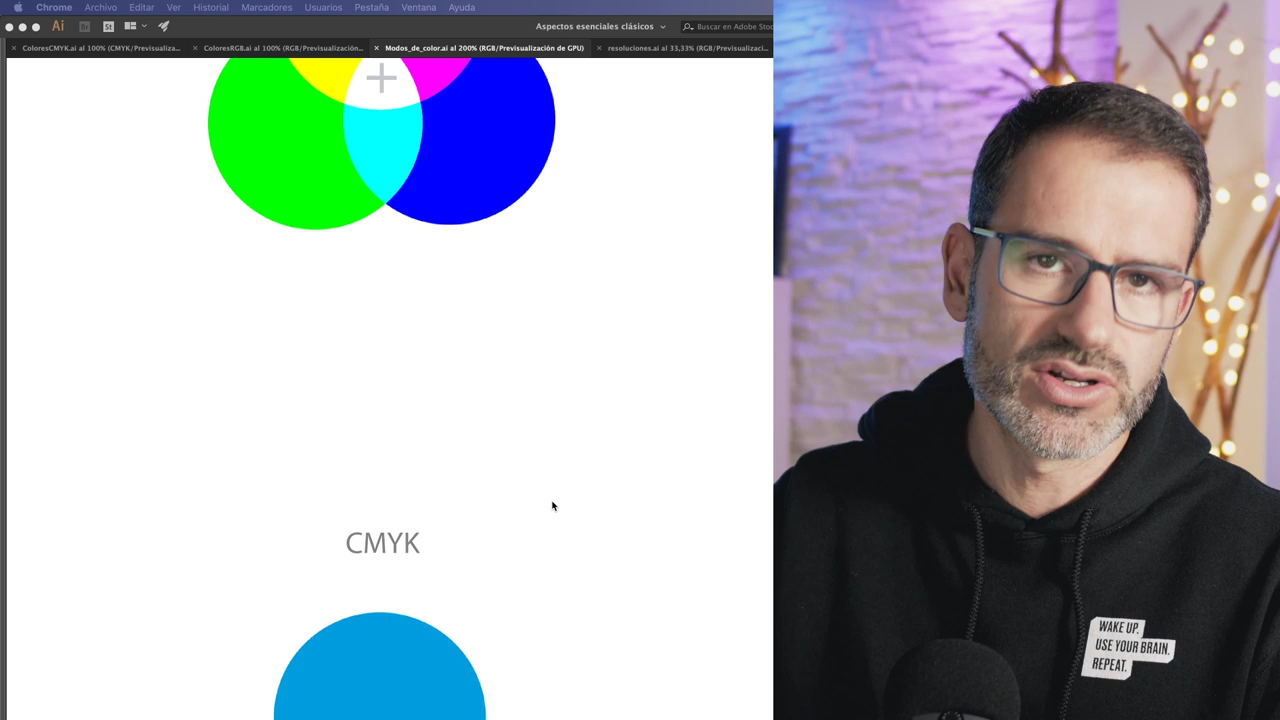 Chrome Archivo Editar Ver Historial Marcadores Usuarios Pestaña Ventana Ayuda
Ai Br St Aspectos esenciales clásicos Buscar en Adobe Stoc
ColoresCMYK.ai al 100% (CMYK/Previsualiza... ColoresRGB.ai al 100% (RGB/Previsualización... Modos_de_color.ai al 200% (RGB/Previsualización de GPU) resoluciones.ai al 33,33% (RGB/Previsualizaci...
CMYK
WAKE UP.
USE YOUR BRAIN.
REPEAT.